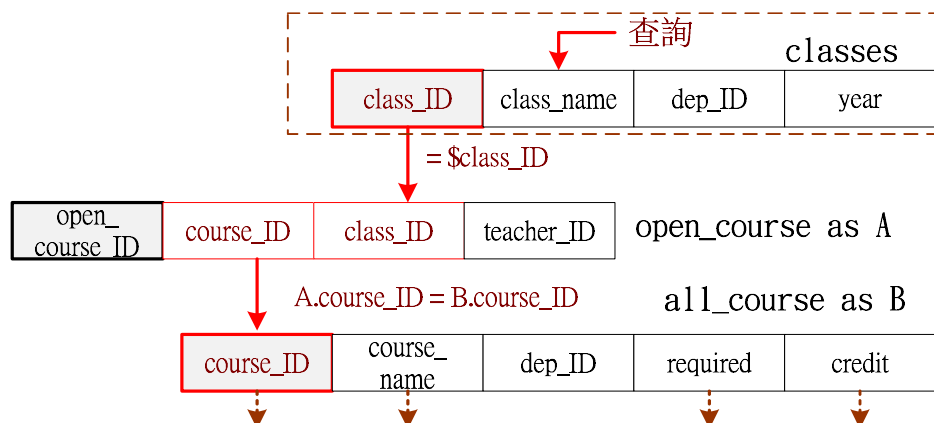 查詢
classes
class_ID class_name dep_ID year
= $class_ID
open_
course_ID course_ID class_ID teacher_ID open_course as A
A.course_ID = B.course_ID all_course as B
course_ID course_
name dep_ID required credit